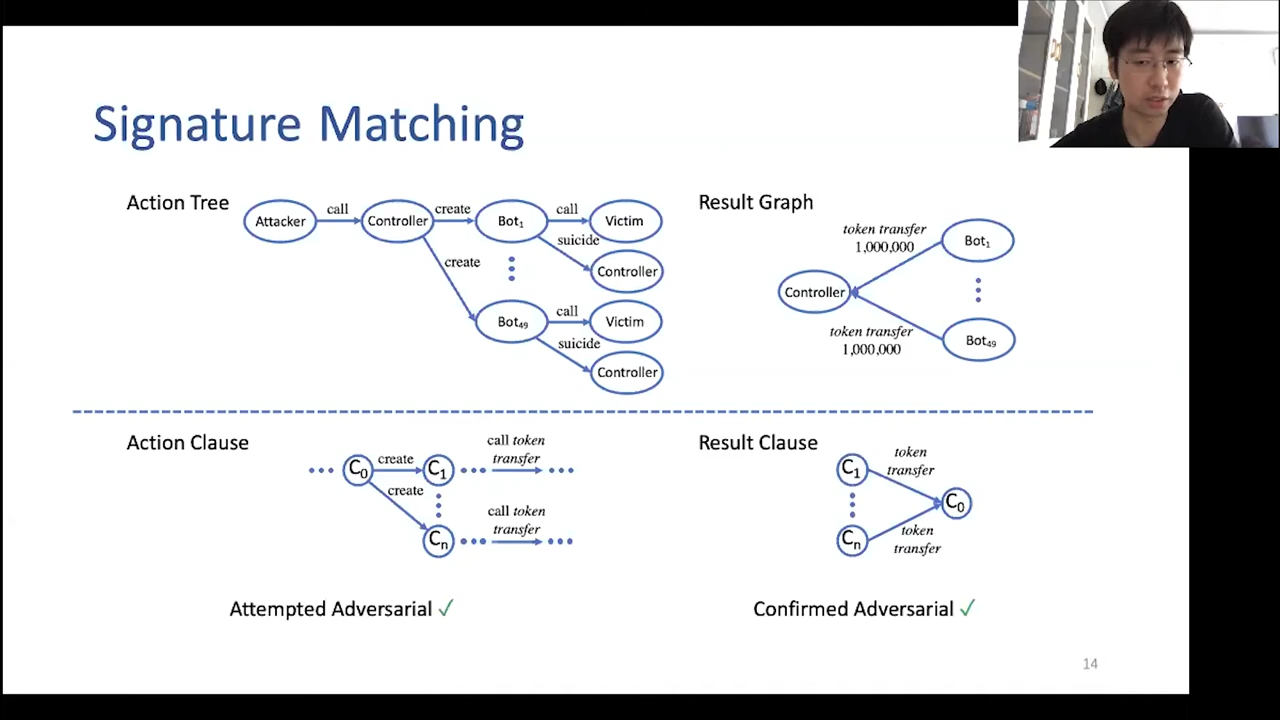 Signature Matching
Action Tree
Attacker
call
Controller
create
Bot1
call
Victim
suicide
Controller
create
Bot49
call
Victim
suicide
Controller
Result Graph
token transfer
1,000,000
Bot1
Controller
token transfer
1,000,000
Bot49
Action Clause
C0
create
C1
call token
transfer
create
Cn
call token
transfer
Result Clause
C1
token
transfer
C0
Cn
token
transfer
Attempted Adversarial ✓
Confirmed Adversarial ✓
14